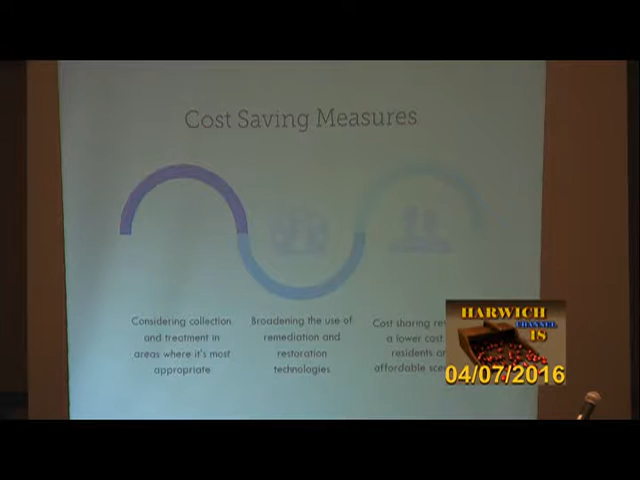 Cost Saving Measures
Considering collection
and treatment in
areas where it's most
appropriate
Broadening the use of
remediation and
restoration
technologies
Cost sharing
a lower cost
residents
affordable
HARWICH
CHANNEL
18
04/07/2016